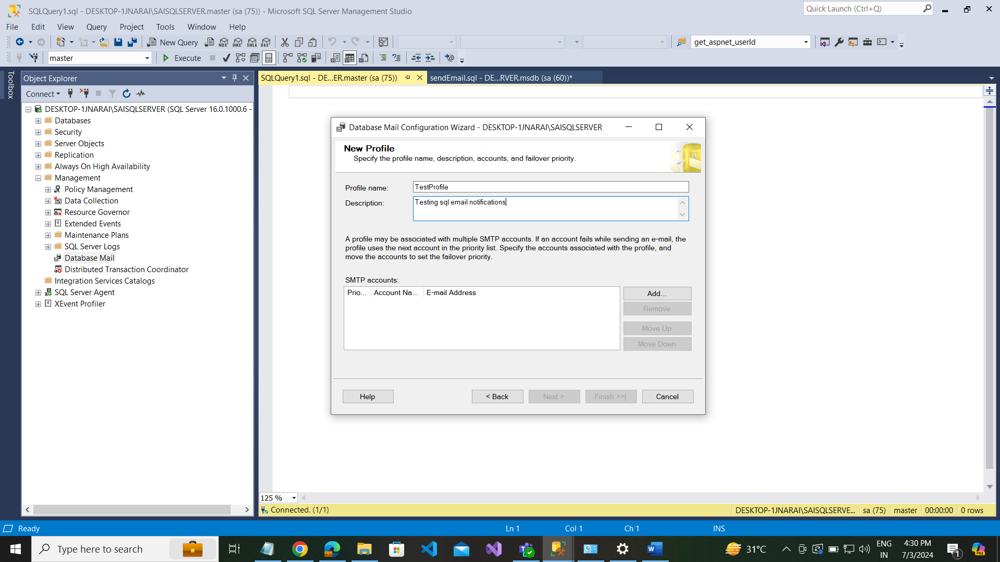 SQLQuery1.sql - DESKTOP-1JNARAI\SAISQLSERVER.master (sa (75)) - Microsoft SQL Server Management Studio
Quick Launch (Ctrl+Q)
File Edit View Query Project Tools Window Help
New Query
MDX DMX XMLA DAX
get_aspnet_userId
master
Execute
Toolbox
Object Explorer
SQLQuery1.sql - DE...ER.master (sa (75))
sendEmail.sql - DE...RVER.msdb (sa (60))*
Connect
DESKTOP-1JNARAI\SAISQLSERVER (SQL Server 16.0.1000.6 -
Databases
Security
Server Objects
Replication
Always On High Availability
Management
Policy Management
Data Collection
Resource Governor
Extended Events
Maintenance Plans
SQL Server Logs
Database Mail
Distributed Transaction Coordinator
Integration Services Catalogs
SQL Server Agent
XEvent Profiler
Database Mail Configuration Wizard - DESKTOP-1JNARAI\SAISQLSERVER
New Profile
Specify the profile name, description, accounts, and failover priority.
Profile name:
TestProfile
Description:
Testing sql email notifications
A profile may be associated with multiple SMTP accounts. If an account fails while sending an e-mail, the
profile uses the next account in the priority list. Specify the accounts associated with the profile, and
move the accounts to set the failover priority.
SMTP accounts:
Prio... Account Na... E-mail Address
Add...
Remove
Move Up
Move Down
Help
< Back
Next >
Finish >>|
Cancel
125 %
Connected. (1/1)
DESKTOP-1JNARAI\SAISQLSERVE... sa (75) master 00:00:00 0 rows
Ready
Ln 1
Col 1
Ch 1
INS
Type here to search
31°C
ENG
IN
4:30 PM
7/3/2024
1
PRE